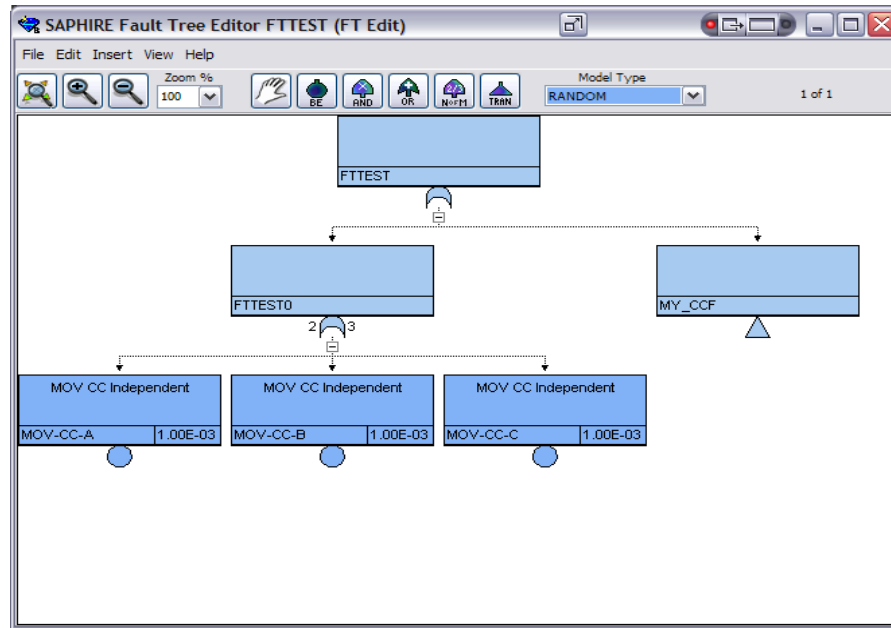 SAPHIRE Fault Tree Editor FTTEST (FT Edit)
File Edit Insert View Help
Zoom %
100
BE
AND
OR
N/M
TRAN
Model Type
RANDOM
1 of 1
FTTEST
FTTEST0
MY_CCF
2 3
MOV CC Independent MOV CC Independent MOV CC Independent
MOV-CC-A 1.00E-03 MOV-CC-B 1.00E-03 MOV-CC-C 1.00E-03